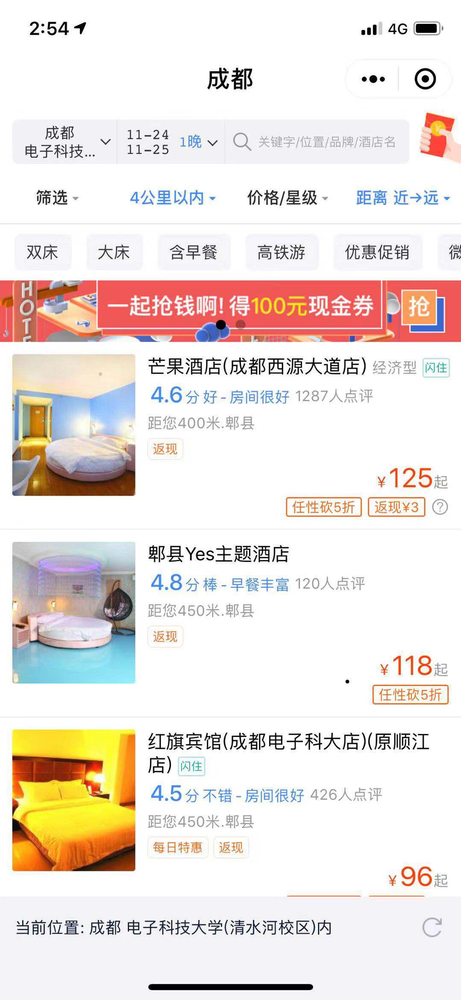 2:54
4G
成都
成都
电子科技...
11-24
11-25
1晚
关键字/位置/品牌/酒店名
筛选
4公里以内
价格/星级
距离 近→远
双床
大床
含早餐
高铁游
优惠促销
微
HOTE
一起抢钱啊! 得100元现金券
抢
芒果酒店(成都西源大道店) 经济型 闪住
4.6分 好 - 房间很好 1287人点评
距您400米.郫县
返现
¥125起
任性砍5折 返现¥3 ?
郫县Yes主题酒店
4.8分 棒 - 早餐丰富 120人点评
距您450米.郫县
返现
¥118起
任性砍5折
红旗宾馆(成都电子科大店)(原顺江
店) 闪住
4.5分 不错 - 房间很好 426人点评
距您450米.郫县
每日特惠 返现
¥96起
当前位置: 成都 电子科技大学(清水河校区)内